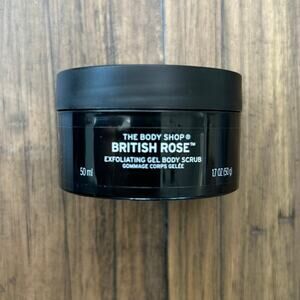 THE BODY SHOP®
BRITISH ROSE™
EXFOLIATING GEL BODY SCRUB
GOMMAGE CORPS GELÉE
50 ml
1.7 OZ (50 g)